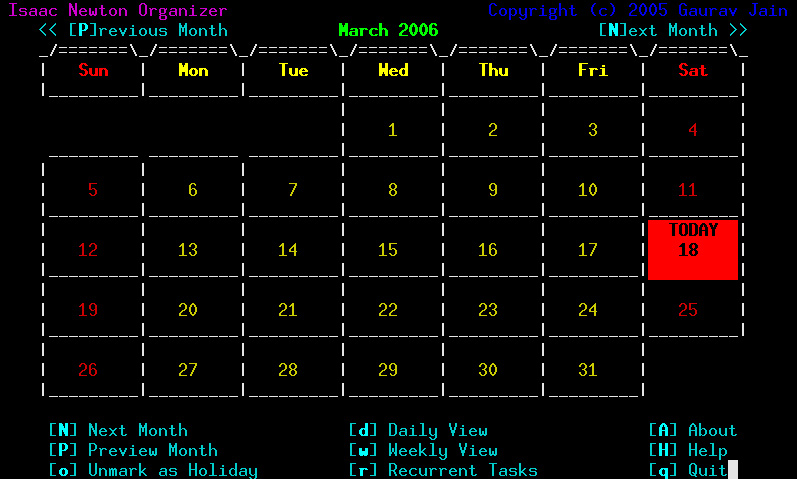 Isaac Newton Organizer Copyright (c) 2005 Gaurav Jain
<< [P]revious Month March 2006 [N]ext Month >>
Sun Mon Tue Wed Thu Fri Sat
1 2 3 4
5 6 7 8 9 10 11
TODAY
12 13 14 15 16 17 18
19 20 21 22 23 24 25
26 27 28 29 30 31
[N] Next Month [d] Daily View [A] About
[P] Preview Month [w] Weekly View [H] Help
[o] Unmark as Holiday [r] Recurrent Tasks [q] Quit